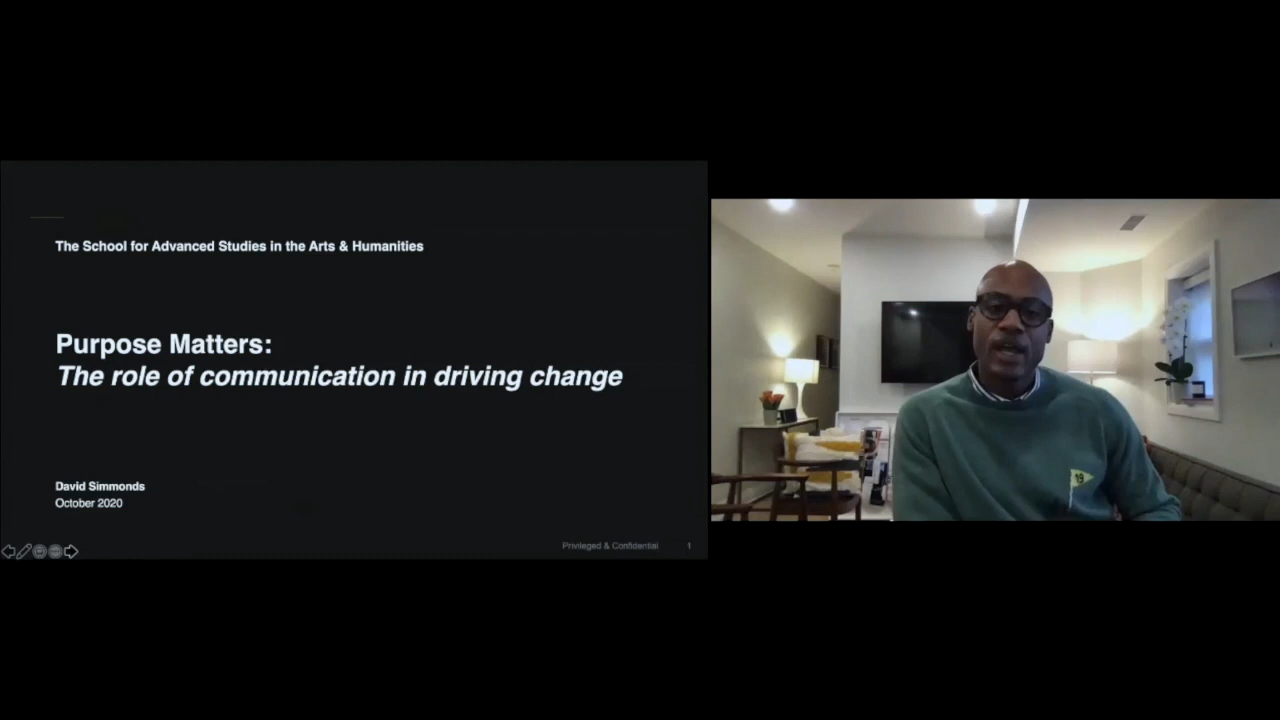 The School for Advanced Studies in the Arts & Humanities
Purpose Matters:
The role of communication in driving change
David Simmonds
October 2020
Privileged & Confidential 1
19